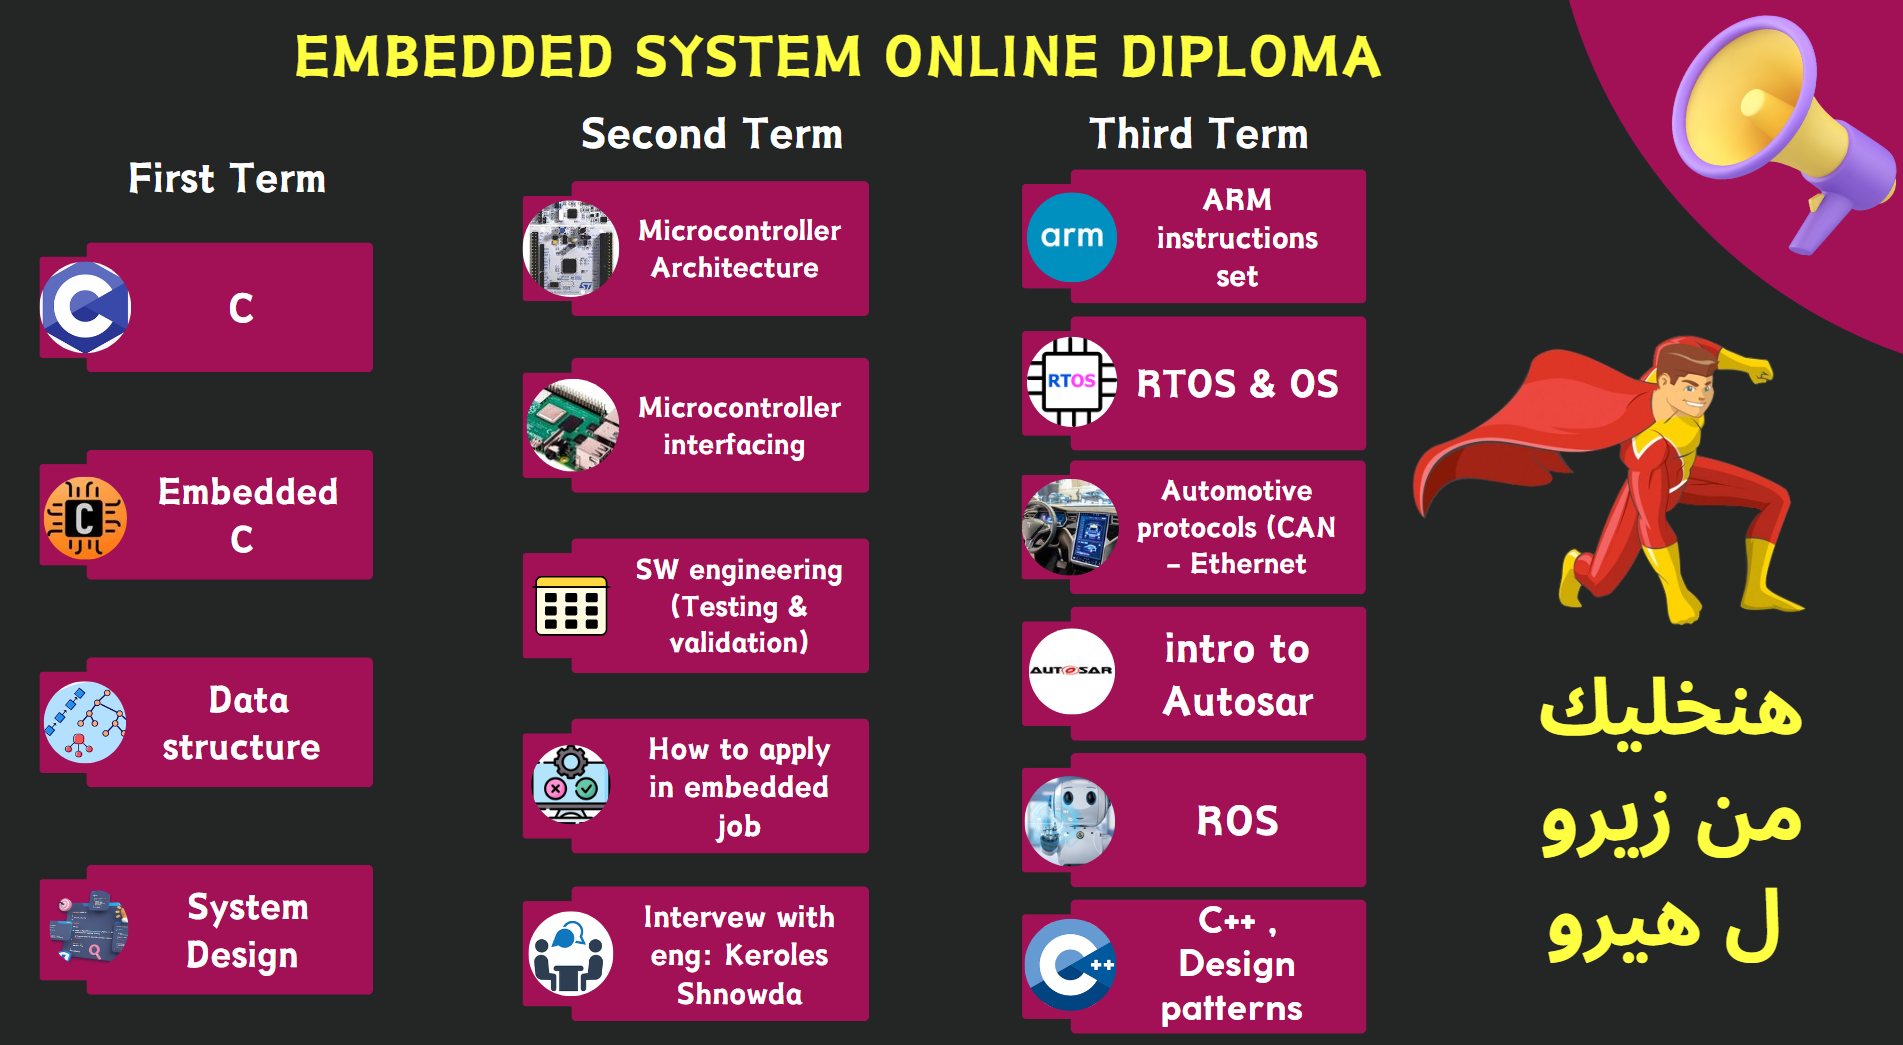 EMBEDDED SYSTEM ONLINE DIPLOMA
First Term
C
Embedded
C
Data
structure
System
Design
Second Term
Microcontroller
Architecture
Microcontroller
interfacing
SW engineering
(Testing &
validation)
How to apply
in embedded
job
Intervew with
eng: Keroles
Shnowda
Third Term
arm
ARM
instructions
set
RTOS
RTOS & OS
Automotive
protocols (CAN
- Ethernet
AUTOSAR
intro to
Autosar
ROS
C++
C++ ,
Design
patterns
هنخليك
من زيرو
ل هيرو